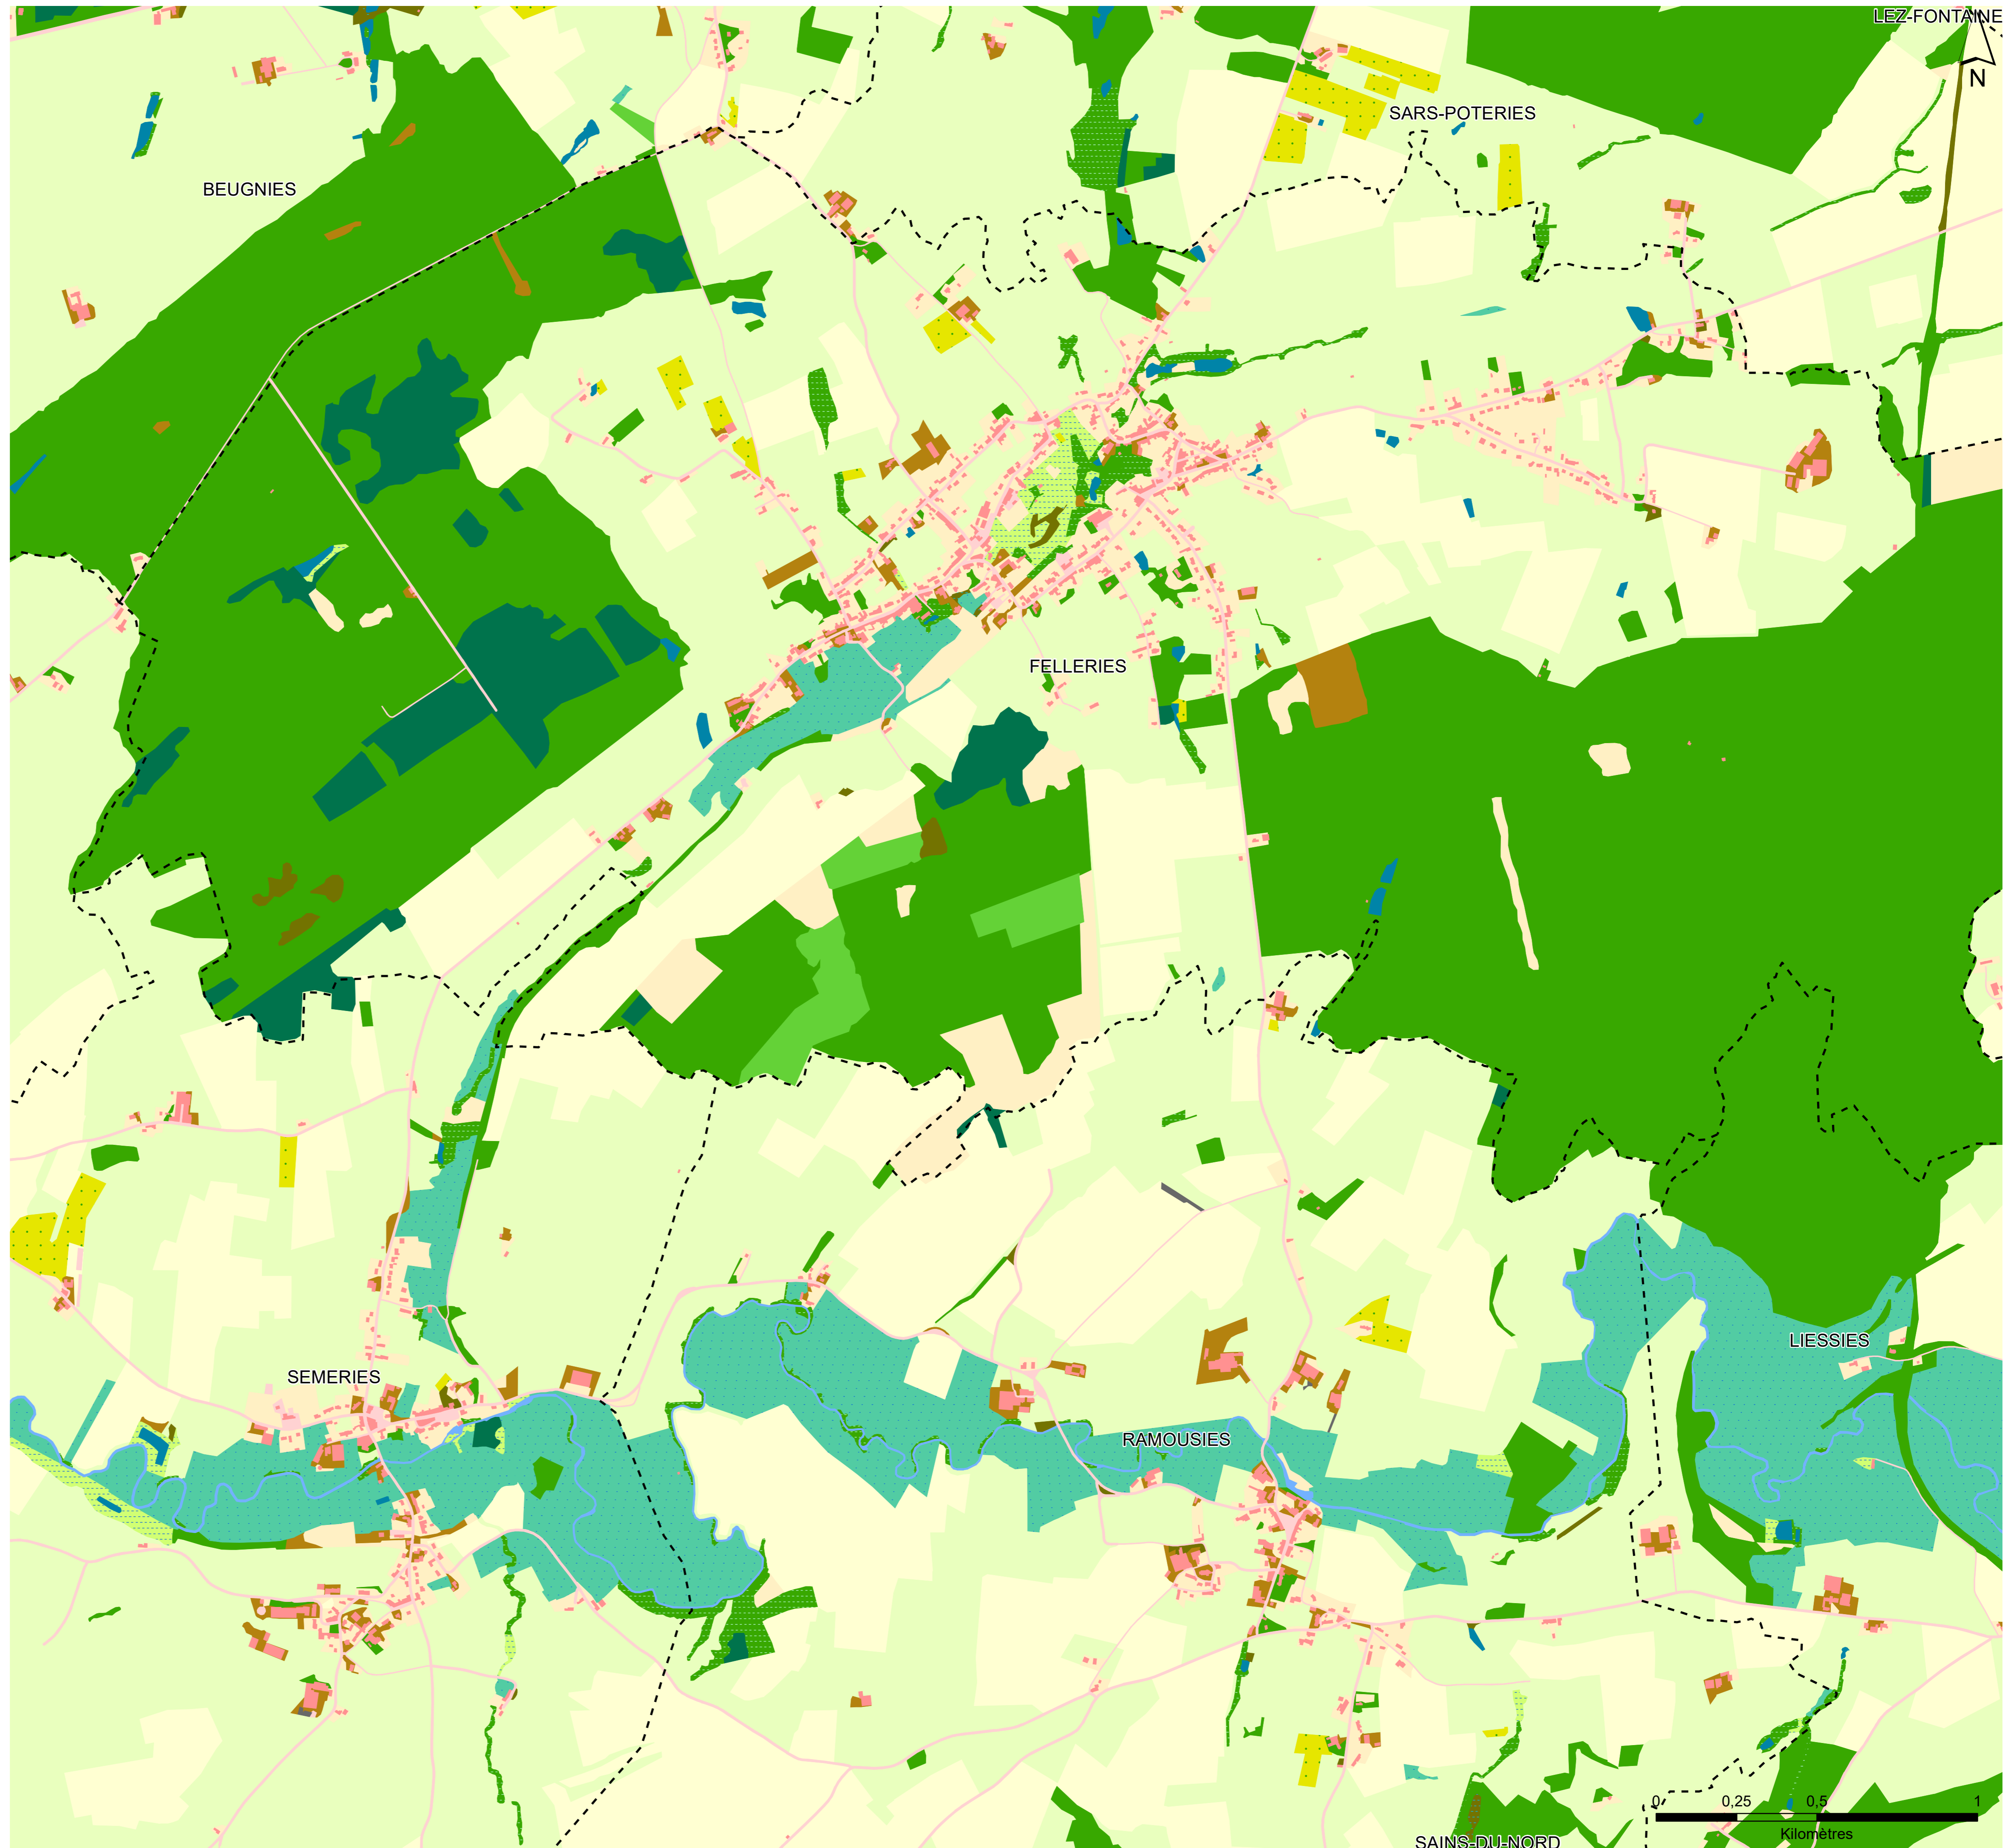 LEZ-FONTAINE
N
SARS-POTERIES
BEUGNIES
FELLERIES
LIESSIES
SEMERIES
RAMOUSIES
0 0,25 0,5 1
Kilomètres
SAINS-DU-NORD